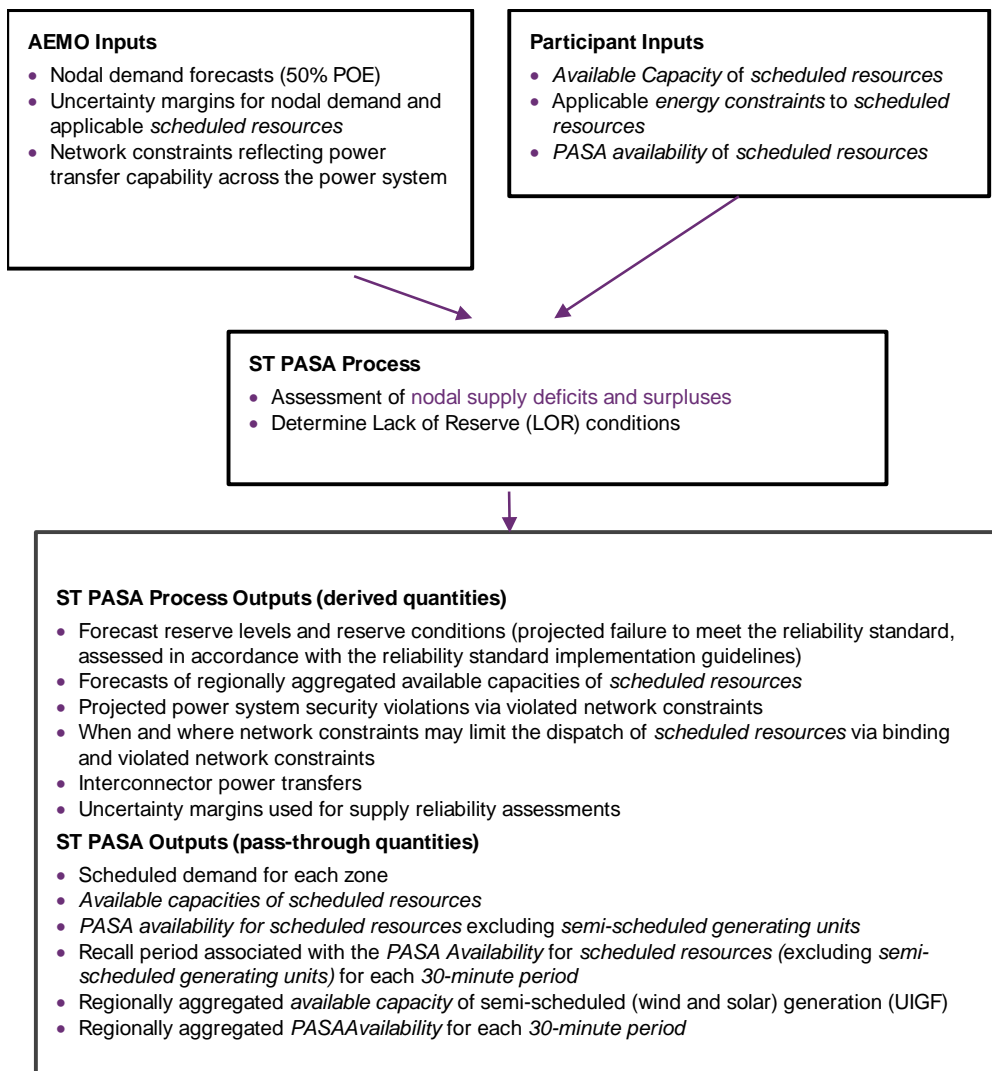 AEMO Inputs
• Nodal demand forecasts (50% POE)
• Uncertainty margins for nodal demand and
applicable scheduled resources
• Network constraints reflecting power
transfer capability across the power system
Participant Inputs
• Available Capacity of scheduled resources
• Applicable energy constraints to scheduled
resources
• PASA availability of scheduled resources
ST PASA Process
• Assessment of nodal supply deficits and surpluses
• Determine Lack of Reserve (LOR) conditions
ST PASA Process Outputs (derived quantities)
• Forecast reserve levels and reserve conditions (projected failure to meet the reliability standard,
assessed in accordance with the reliability standard implementation guidelines)
• Forecasts of regionally aggregated available capacities of scheduled resources
• Projected power system security violations via violated network constraints
• When and where network constraints may limit the dispatch of scheduled resources via binding
and violated network constraints
• Interconnector power transfers
• Uncertainty margins used for supply reliability assessments
ST PASA Outputs (pass-through quantities)
• Scheduled demand for each zone
• Available capacities of scheduled resources
• PASA availability for scheduled resources excluding semi-scheduled generating units
• Recall period associated with the PASA Availability for scheduled resources (excluding semi-
scheduled generating units) for each 30-minute period
• Regionally aggregated available capacity of semi-scheduled (wind and solar) generation (UIGF)
• Regionally aggregated PASAAvailability for each 30-minute period